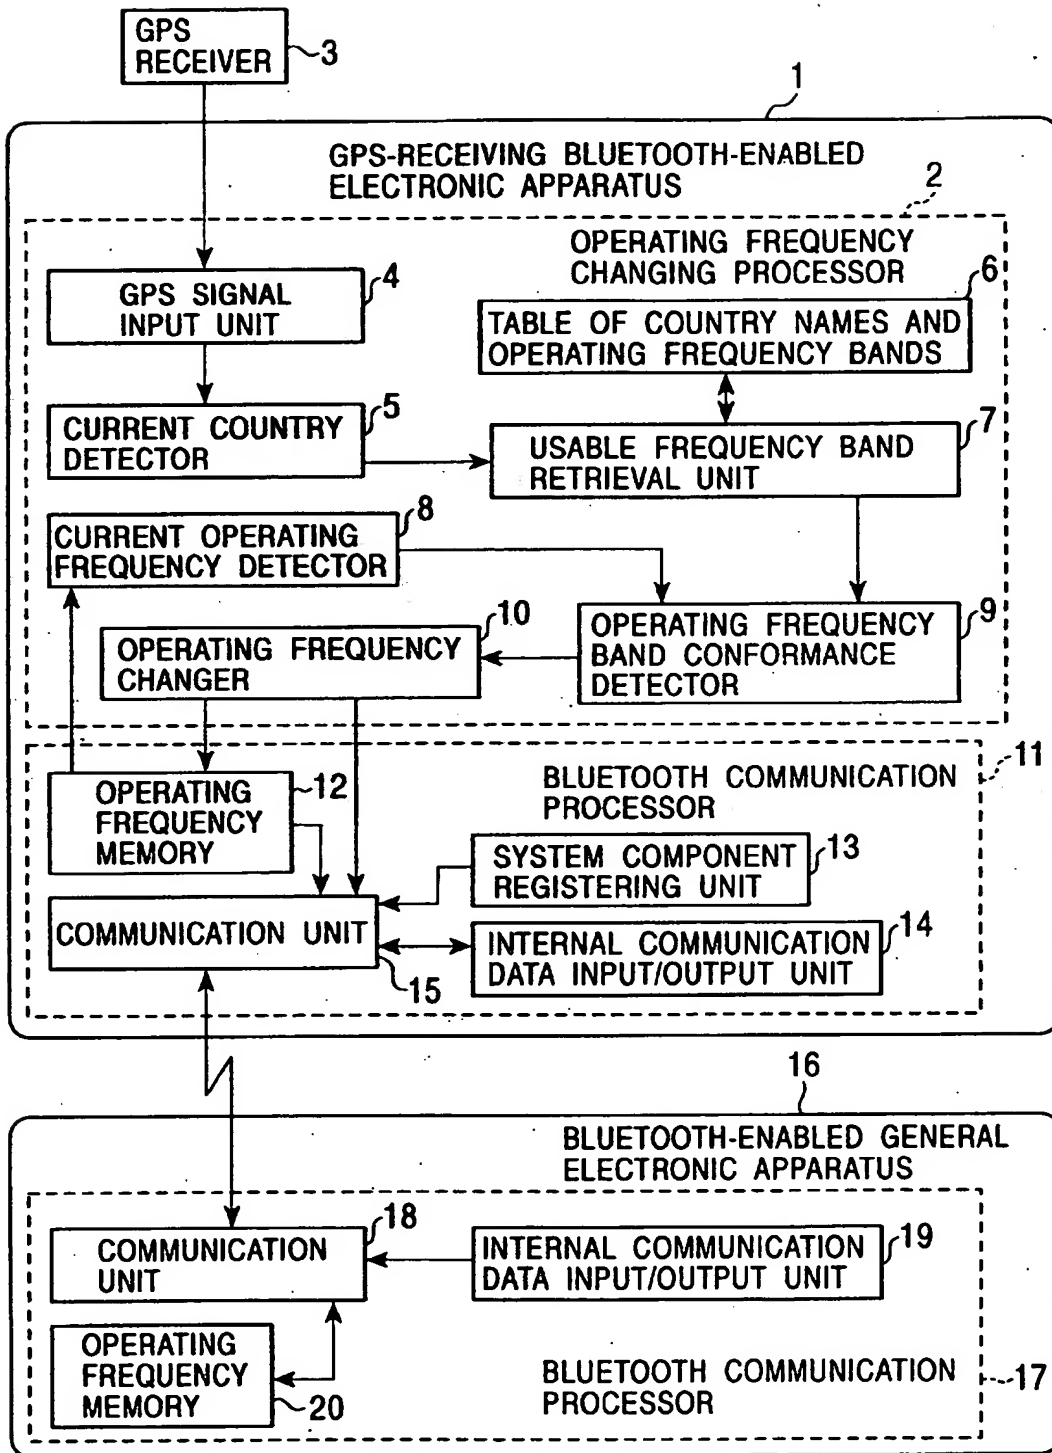 GPS
RECEIVER
3
1
GPS-RECEIVING BLUETOOTH-ENABLED
ELECTRONIC APPARATUS
2
OPERATING FREQUENCY
CHANGING PROCESSOR
4
GPS SIGNAL
INPUT UNIT
6
TABLE OF COUNTRY NAMES AND
OPERATING FREQUENCY BANDS
5
CURRENT COUNTRY
DETECTOR
7
USABLE FREQUENCY BAND
RETRIEVAL UNIT
8
CURRENT OPERATING
FREQUENCY DETECTOR
10
OPERATING FREQUENCY
CHANGER
9
OPERATING FREQUENCY
BAND CONFORMANCE
DETECTOR
11
BLUETOOTH COMMUNICATION
PROCESSOR
12
OPERATING
FREQUENCY
MEMORY
13
SYSTEM COMPONENT
REGISTERING UNIT
COMMUNICATION UNIT
15
14
INTERNAL COMMUNICATION
DATA INPUT/OUTPUT UNIT
16
BLUETOOTH-ENABLED GENERAL
ELECTRONIC APPARATUS
18
COMMUNICATION
UNIT
19
INTERNAL COMMUNICATION
DATA INPUT/OUTPUT UNIT
OPERATING
FREQUENCY
MEMORY
20
BLUETOOTH COMMUNICATION
PROCESSOR
17